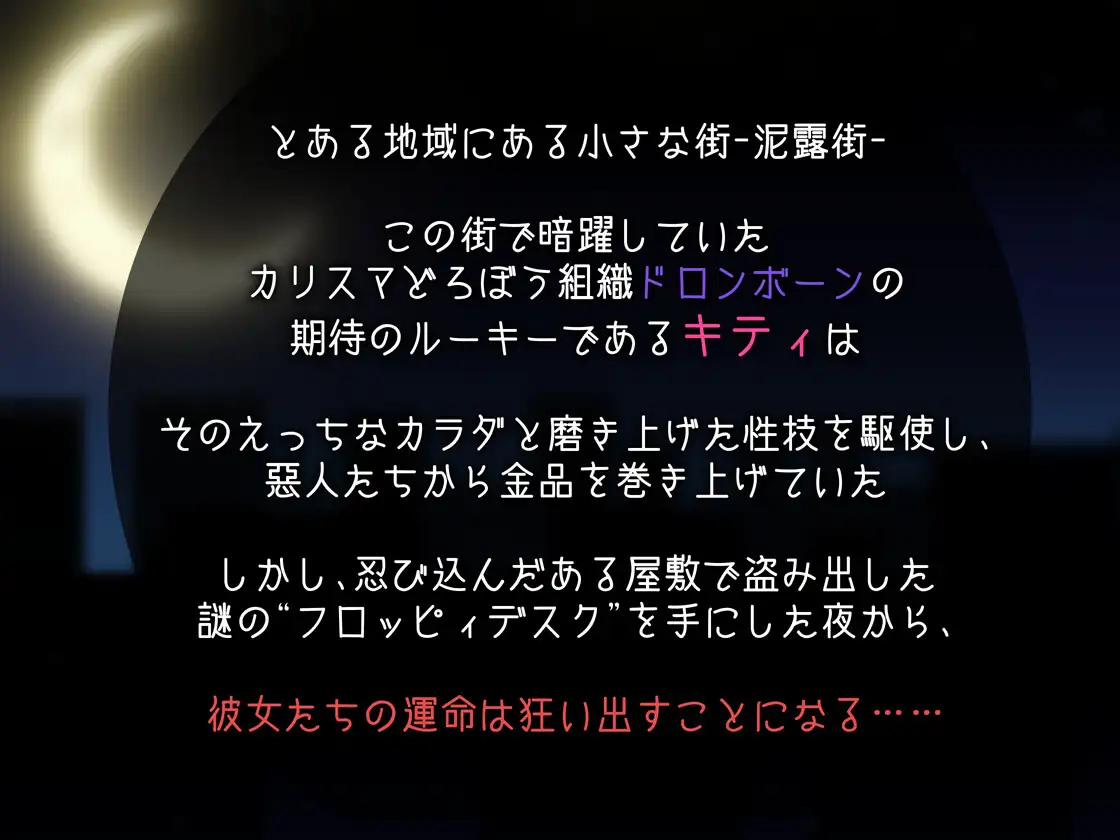 とある地域にある小さな街-泥露街-
この街で暗躍していた
カリスマどろぼう組織ドロンボーンの
期待のルーキーであるキティは
そのえっちなカラダと磨き上げた性技を駆使し、
惡人たちから金品を巻き上げていた
しかし、忍び込んだある屋敷で盗み出した
謎の“フロッピィデスク”を手にした夜から、
彼女たちの運命は狂い出すことになる……